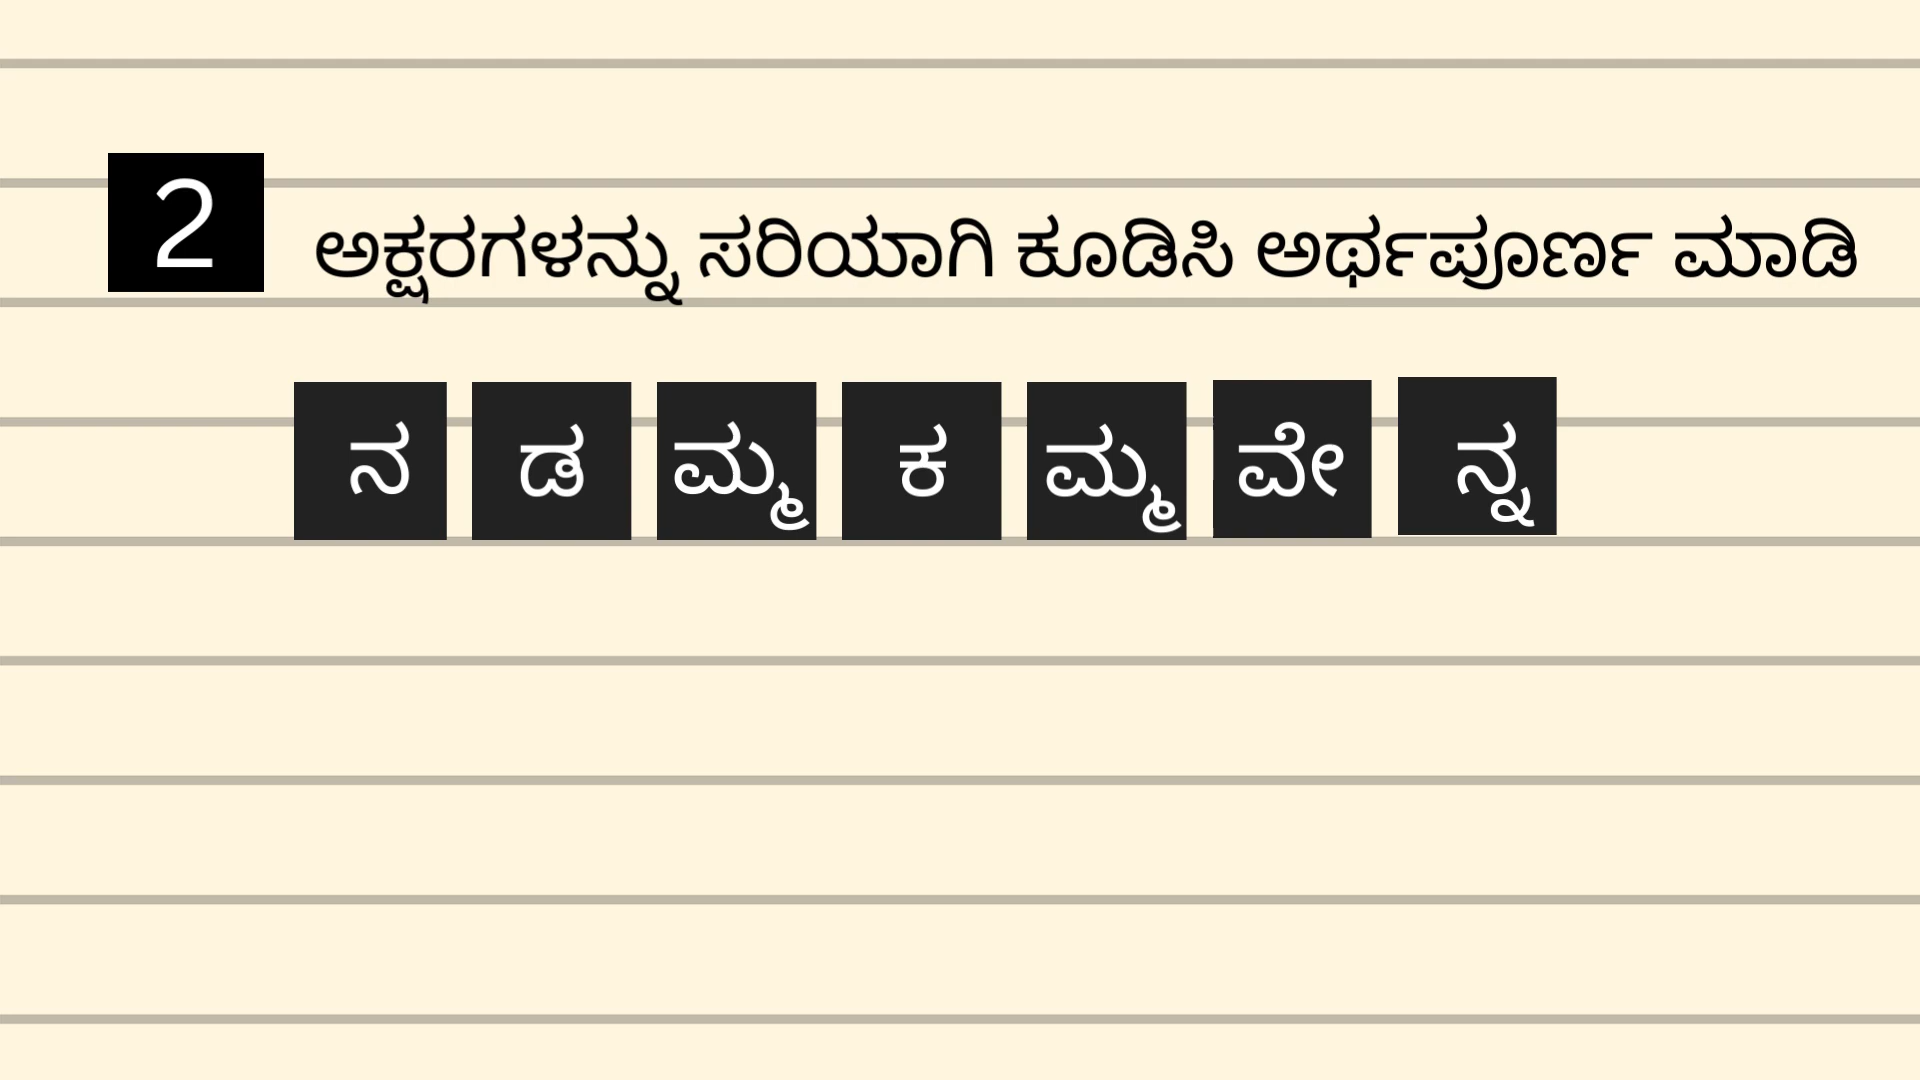 2 ಅಕ್ಷರಗಳನ್ನು ಸರಿಯಾಗಿ ಕೂಡಿಸಿ ಅರ್ಥಪೂರ್ಣ ಮಾಡಿ
ನ ಡ ಮ್ಮ ಕ ಮ್ಮ ವೇ ನ್ನ